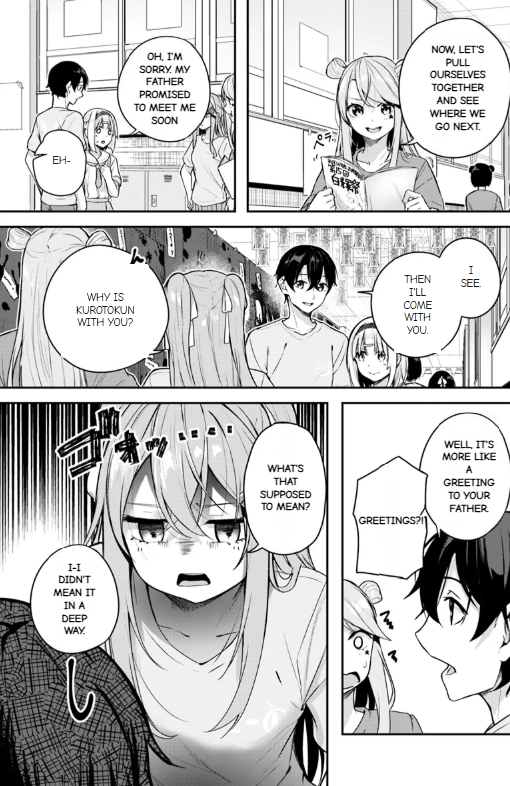 NOW, LET'S
PULL
OURSELVES
TOGETHER
AND SEE
WHERE WE
GO NEXT.
OH, I'M
SORRY. MY
FATHER
PROMISED
TO MEET ME
SOON
EH-
I
SEE.
THEN
I'LL
COME
WITH
YOU.
WHY IS
KUROTOKUN
WITH YOU?
WELL, IT'S
MORE LIKE
A
GREETING
TO YOUR
FATHER.
GREETINGS?!
WHAT'S
THAT
SUPPOSED
TO MEAN?
I-I
DIDN'T
MEAN IT
IN A
DEEP
WAY.